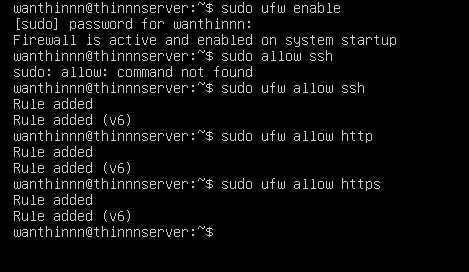 wanthinnn@thinnnserver:~$ sudo ufw enable
[sudo] password for wanthinnn:
Firewall is active and enabled on system startup
wanthinnn@thinnnserver:~$ sudo allow ssh
sudo: allow: command not found
wanthinnn@thinnnserver:~$ sudo ufw allow ssh
Rule added
Rule added (v6)
wanthinnn@thinnnserver:~$ sudo ufw allow http
Rule added
Rule added (v6)
wanthinnn@thinnnserver:~$ sudo ufw allow https
Rule added
Rule added (v6)
wanthinnn@thinnnserver:~$